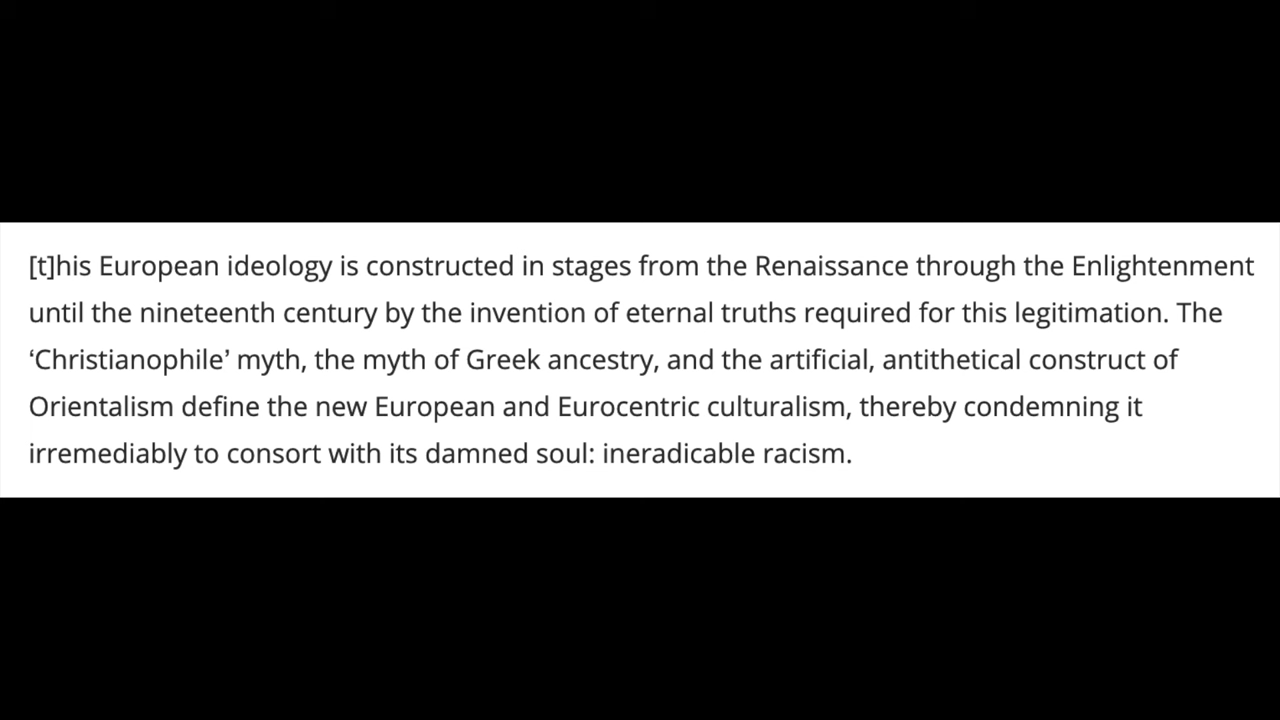 [t]his European ideology is constructed in stages from the Renaissance through the Enlightenment
until the nineteenth century by the invention of eternal truths required for this legitimation. The
‘Christianophile’ myth, the myth of Greek ancestry, and the artificial, antithetical construct of
Orientalism define the new European and Eurocentric culturalism, thereby condemning it
irremediably to consort with its damned soul: ineradicable racism.